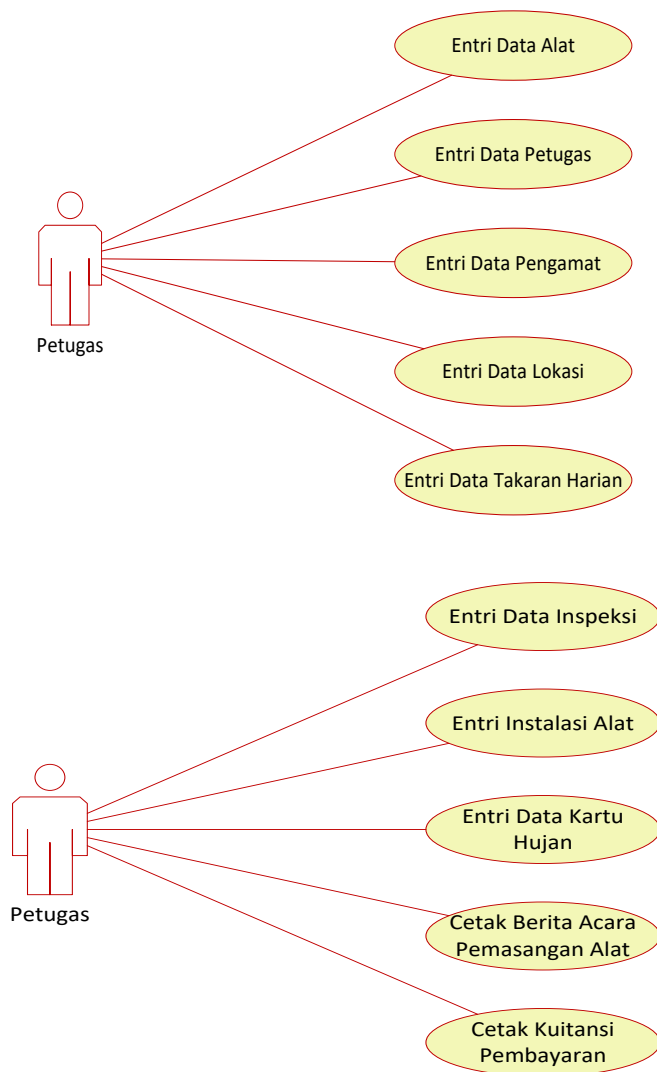 Entri Data Alat
Entri Data Petugas
Entri Data Pengamat
Petugas
Entri Data Lokasi
Entri Data Takaran Harian
Entri Data Inspeksi
Entri Instalasi Alat
Entri Data Kartu
Hujan
Petugas
Cetak Berita Acara
Pemasangan Alat
Cetak Kuitansi
Pembayaran